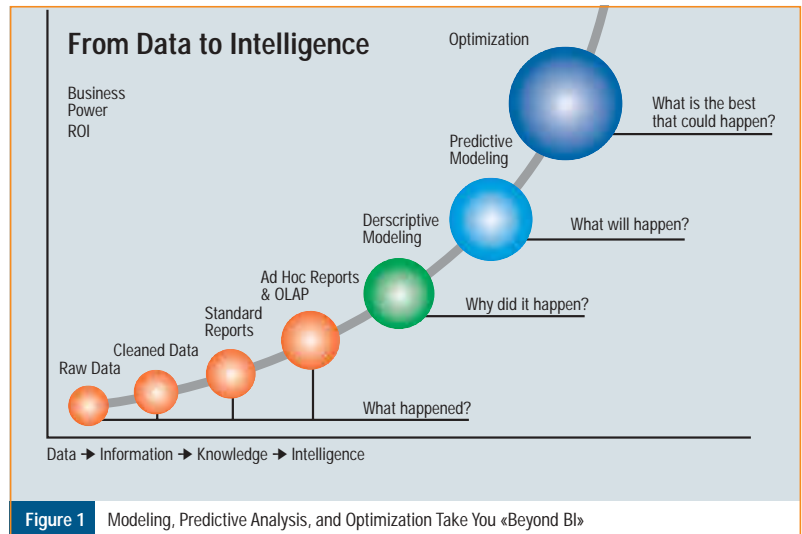 From Data to Intelligence
Business
Power
ROI
Optimization
What is the best
that could happen?
Predictive
Modeling
What will happen?
Derscriptive
Modeling
Why did it happen?
Ad Hoc Reports
& OLAP
Standard
Reports
Cleaned Data
Raw Data
What happened?
Data ➔ Information ➔ Knowledge ➔ Intelligence
Figure 1 Modeling, Predictive Analysis, and Optimization Take You «Beyond BI»